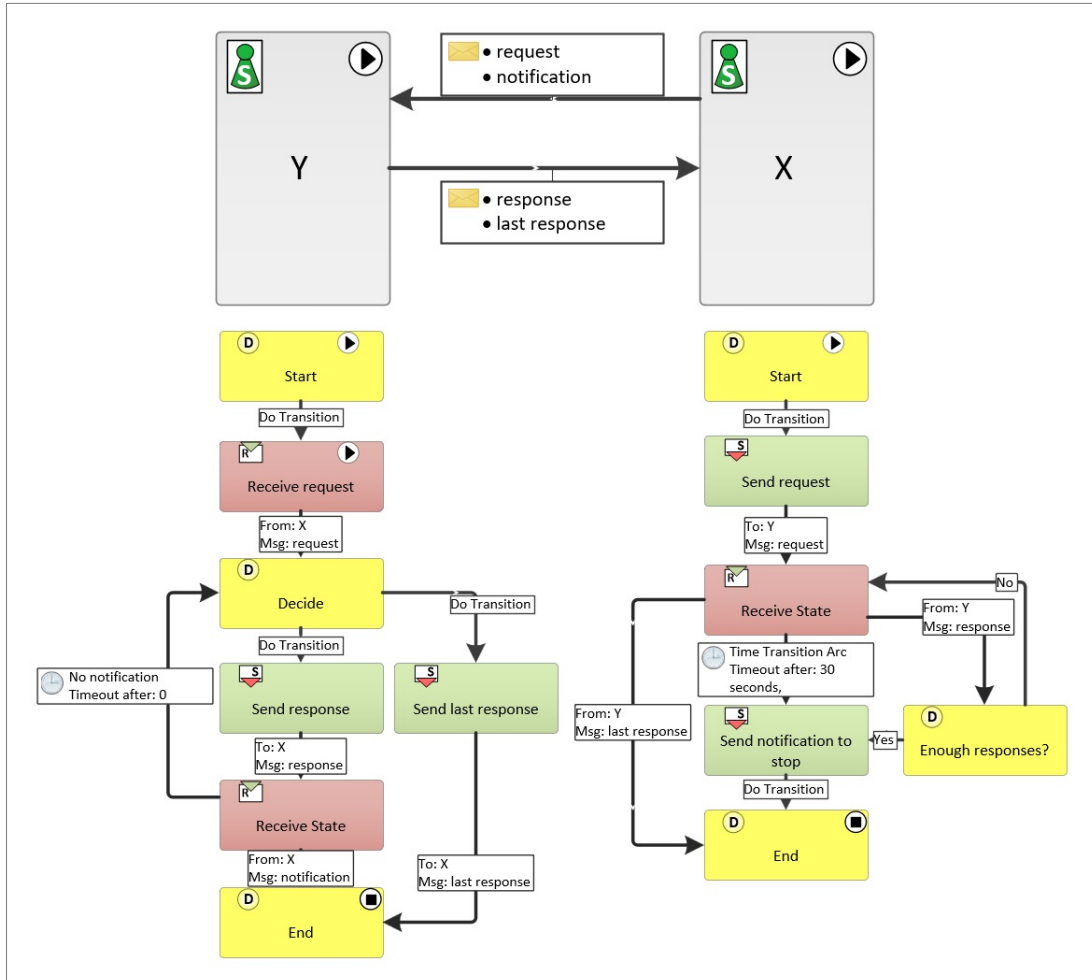 S
• request
• notification
S
Y
X
• response
• last response
D
Start
Do Transition
R
Receive request
From: X
Msg: request
D
Decide
Do Transition
Do Transition
No notification
Timeout after: 0
S
Send response
S
Send last response
To: X
Msg: response
R
Receive State
From: X
Msg: notification
To: X
Msg: last response
D
End
D
Start
Do Transition
S
Send request
To: Y
Msg: request
R
Receive State
No
From: Y
Msg: response
Time Transition Arc
Timeout after: 30
seconds,
From: Y
Msg: last response
S
Send notification to
stop
Yes
D
Enough responses?
Do Transition
D
End